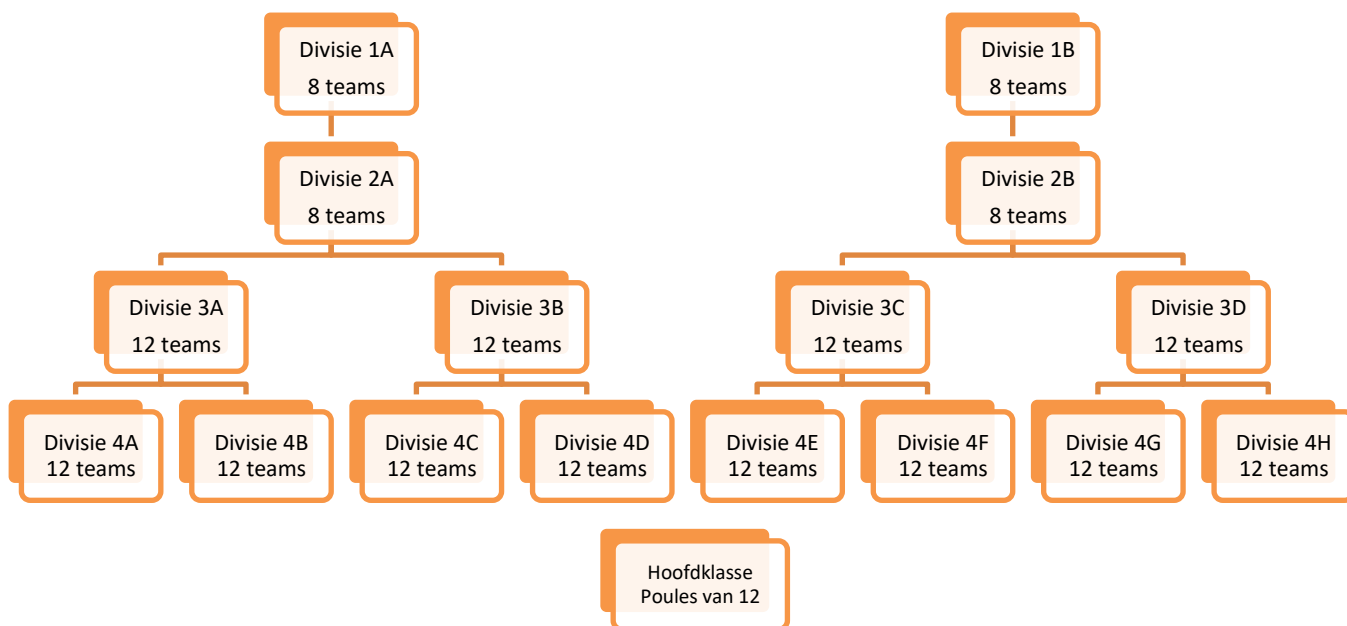 Divisie 1A
8 teams
Divisie 1B
8 teams
Divisie 2A
8 teams
Divisie 2B
8 teams
Divisie 3A
12 teams
Divisie 3B
12 teams
Divisie 3C
12 teams
Divisie 3D
12 teams
Divisie 4A
12 teams
Divisie 4B
12 teams
Divisie 4C
12 teams
Divisie 4D
12 teams
Divisie 4E
12 teams
Divisie 4F
12 teams
Divisie 4G
12 teams
Divisie 4H
12 teams
Hoofdklasse
Poules van 12